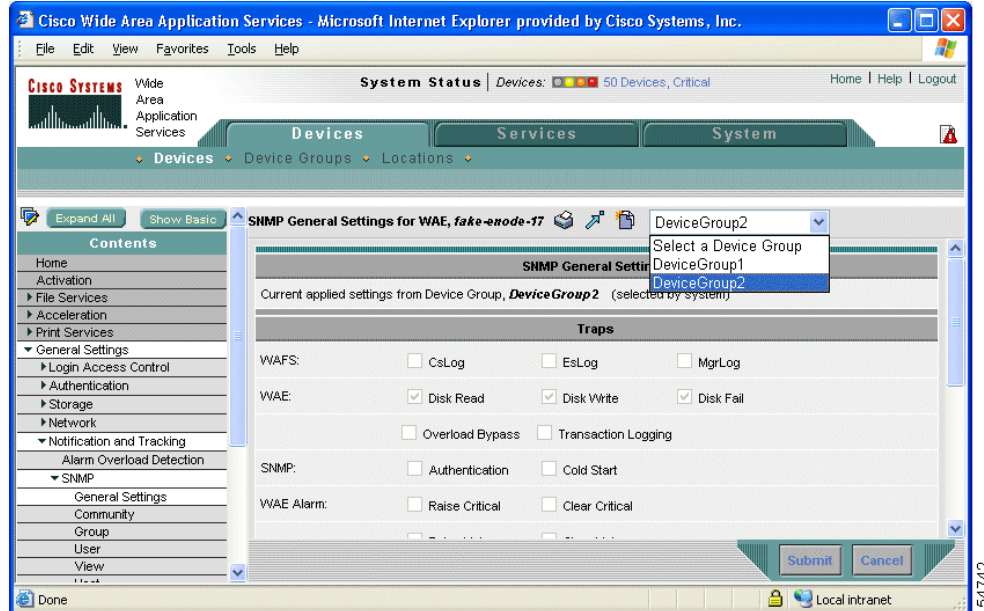 Cisco Wide Area Application Services - Microsoft Internet Explorer provided by Cisco Systems, Inc.
File Edit View Favorites Tools Help
CISCO SYSTEMS
Wide
Area
Application
Services
System Status | Devices: 50 Devices, Critical
Home | Help | Logout
Devices Services System
Devices Device Groups Locations
Expand All Show Basic
SNMP General Settings for WAE, fake-enode-17
DeviceGroup2
Select a Device Group
DeviceGroup1
DeviceGroup2
Contents
Home
Activation
File Services
Acceleration
Print Services
General Settings
Login Access Control
Authentication
Storage
Network
Notification and Tracking
Alarm Overload Detection
SNMP
General Settings
Community
Group
User
View
SNMP General Settin
Current applied settings from Device Group, DeviceGroup2 (selected by system)
Traps
WAFS: CsLog EsLog MgrLog
WAE: Disk Read Disk Write Disk Fail
Overload Bypass Transaction Logging
SNMP: Authentication Cold Start
WAE Alarm: Raise Critical Clear Critical
Submit Cancel
Done
Local intranet